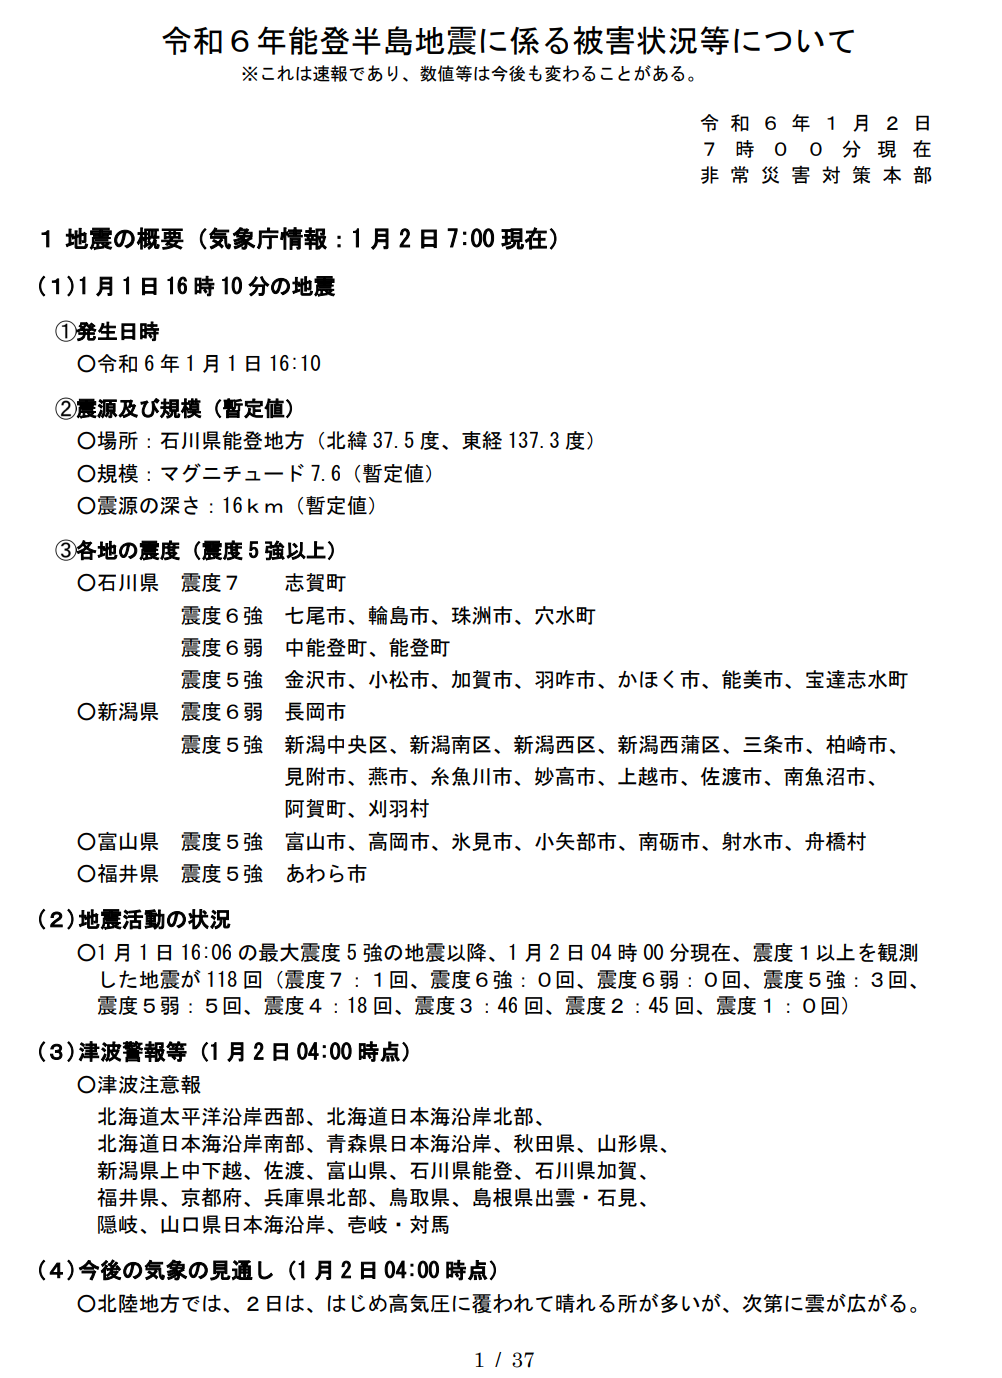 令和６年能登半島地震に係る被害状況等について
※これは速報であり、数値等は今後も変わることがある。
令和６年１月２日
７時００分現在
非常災害対策本部
１ 地震の概要（気象庁情報：1 月 2 日 7:00 現在）
（１）1 月 1 日 16 時 10 分の地震
①発生日時
〇令和 6 年 1 月 1 日 16:10
②震源及び規模（暫定値）
〇場所：石川県能登地方（北緯 37.5 度、東経 137.3 度）
〇規模：マグニチュード 7.6（暫定値）
〇震源の深さ：16ｋｍ（暫定値）
③各地の震度（震度 5 強以上）
〇石川県　震度７　　志賀町
震度６強　七尾市、輪島市、珠洲市、穴水町
震度６弱　中能登町、能登町
震度５強　金沢市、小松市、加賀市、羽咋市、かほく市、能美市、宝達志水町
〇新潟県　震度６弱　長岡市
震度５強　新潟中央区、新潟南区、新潟西区、新潟西蒲区、三条市、柏崎市、
見附市、燕市、糸魚川市、妙高市、上越市、佐渡市、南魚沼市、
阿賀町、刈羽村
〇富山県　震度５強　富山市、高岡市、氷見市、小矢部市、南砺市、射水市、舟橋村
〇福井県　震度５強　あわら市
（２）地震活動の状況
〇1 月 1 日 16:06 の最大震度 5 強の地震以降、1 月 2 日 04 時 00 分現在、震度１以上を観測
した地震が 118 回（震度７：１回、震度６強：０回、震度６弱：０回、震度５強：３回、
震度５弱：５回、震度４：18 回、震度３：46 回、震度２：45 回、震度１：０回）
（３）津波警報等（1 月 2 日 04:00 時点）
〇津波注意報
北海道太平洋沿岸西部、北海道日本海沿岸北部、
北海道日本海沿岸南部、青森県日本海沿岸、秋田県、山形県、
新潟県上中下越、佐渡、富山県、石川県能登、石川県加賀、
福井県、京都府、兵庫県北部、鳥取県、島根県出雲・石見、
隠岐、山口県日本海沿岸、壱岐・対馬
（４）今後の気象の見通し（1 月 2 日 04:00 時点）
〇北陸地方では、２日は、はじめ高気圧に覆われて晴れる所が多いが、次第に雲が広がる。
1 / 37